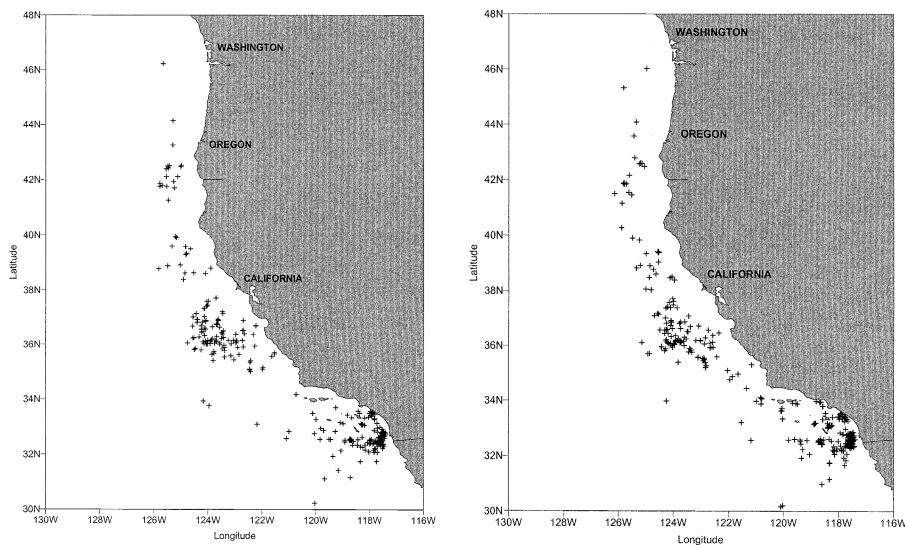 48N
WASHINGTON
46N
44N
OREGON
42N
40N
CALIFORNIA
38N
36N
34N
32N
30N
130W 128W 126W 124W 122W 120W 118W 116W
Latitude
Longitude
48N
WASHINGTON
46N
44N
OREGON
42N
40N
CALIFORNIA
38N
36N
34N
32N
30N
130W 128W 126W 124W 122W 120W 118W 116W
Latitude
Longitude